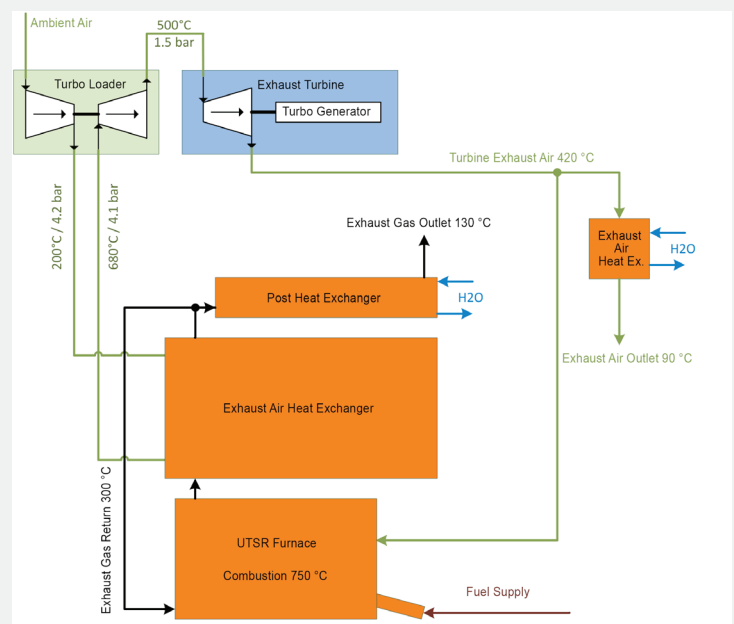 Ambient Air
500°C
1.5 bar
Turbo Loader
Exhaust Turbine
Turbo Generator
Turbine Exhaust Air 420 °C
200°C / 4.2 bar
680°C / 4.1 bar
Exhaust
Air
Heat Ex.
H2O
Exhaust Gas Outlet 130 °C
Post Heat Exchanger
H2O
Exhaust Air Outlet 90 °C
Exhaust Air Heat Exchanger
Exhaust Gas Return 300 °C
UTSR Furnace
Combustion 750 °C
Fuel Supply